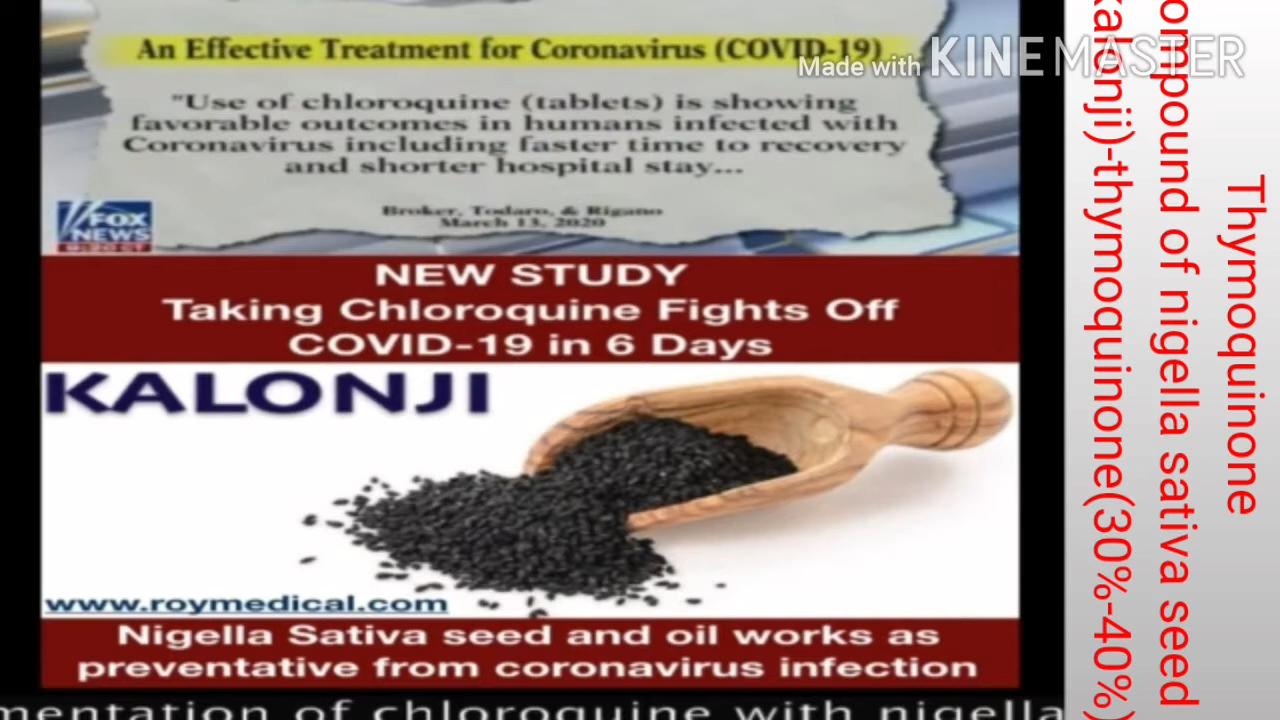 An Effective Treatment for Coronavirus (COVID-19)
Made with KINEMASTER
"Use of chloroquine (tablets) is showing
favorable outcomes in humans infected with
Coronavirus including faster time to recovery
and shorter hospital stay...
Broker, Todaro, & Rigano
March 13, 2020
FOX
NEWS
NEW STUDY
Taking Chloroquine Fights Off
COVID-19 in 6 Days
KALONJI
www.roymedical.com
Nigella Sativa seed and oil works as
preventative from coronavirus infection
of chloroquine with
Thymoquinone
of nigella sativa seed
kalonji)-thymoquinone(30%-40%)